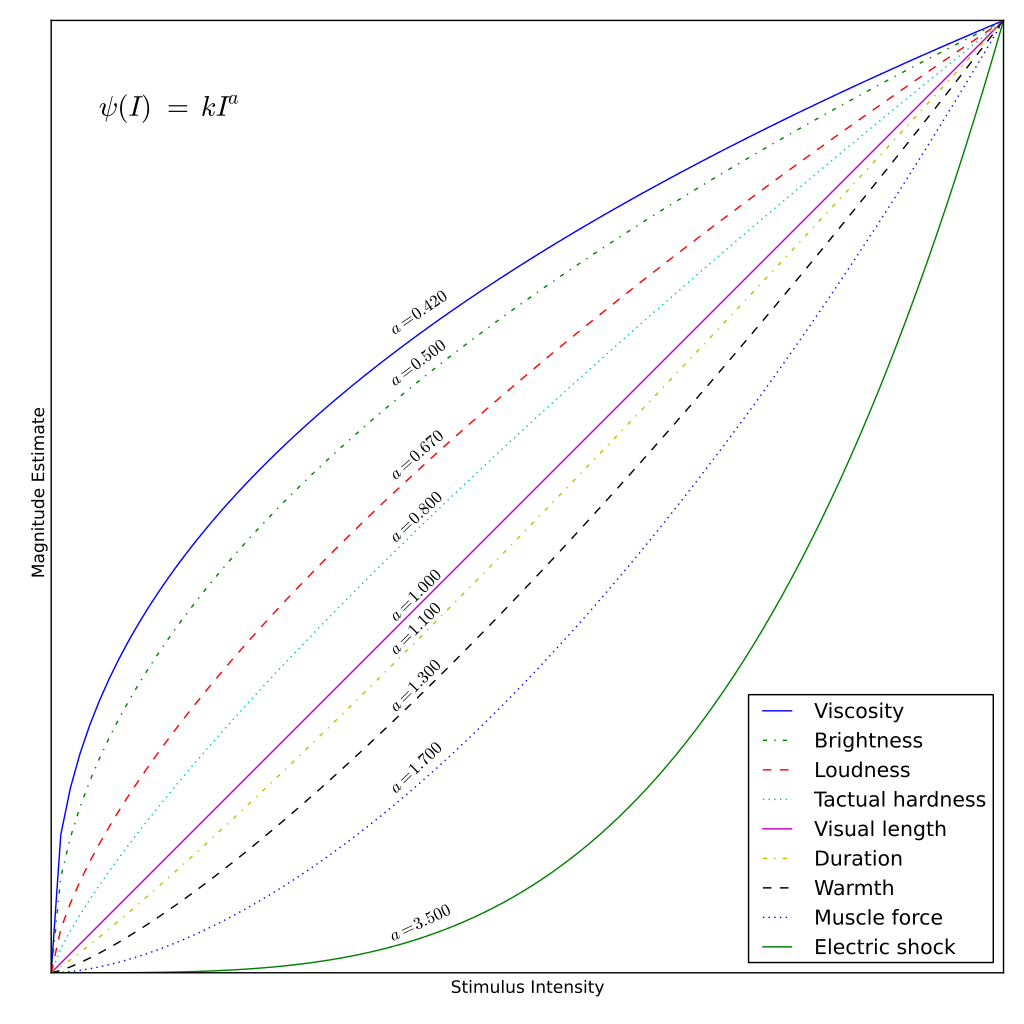 ψ(I) = kIᵃ
a=0.420
a=0.500
a=0.670
a=0.800
a=1.000
a=1.100
a=1.300
a=1.700
a=3.500
Magnitude Estimate
Stimulus Intensity
Viscosity
Brightness
Loudness
Tactual hardness
Visual length
Duration
Warmth
Muscle force
Electric shock